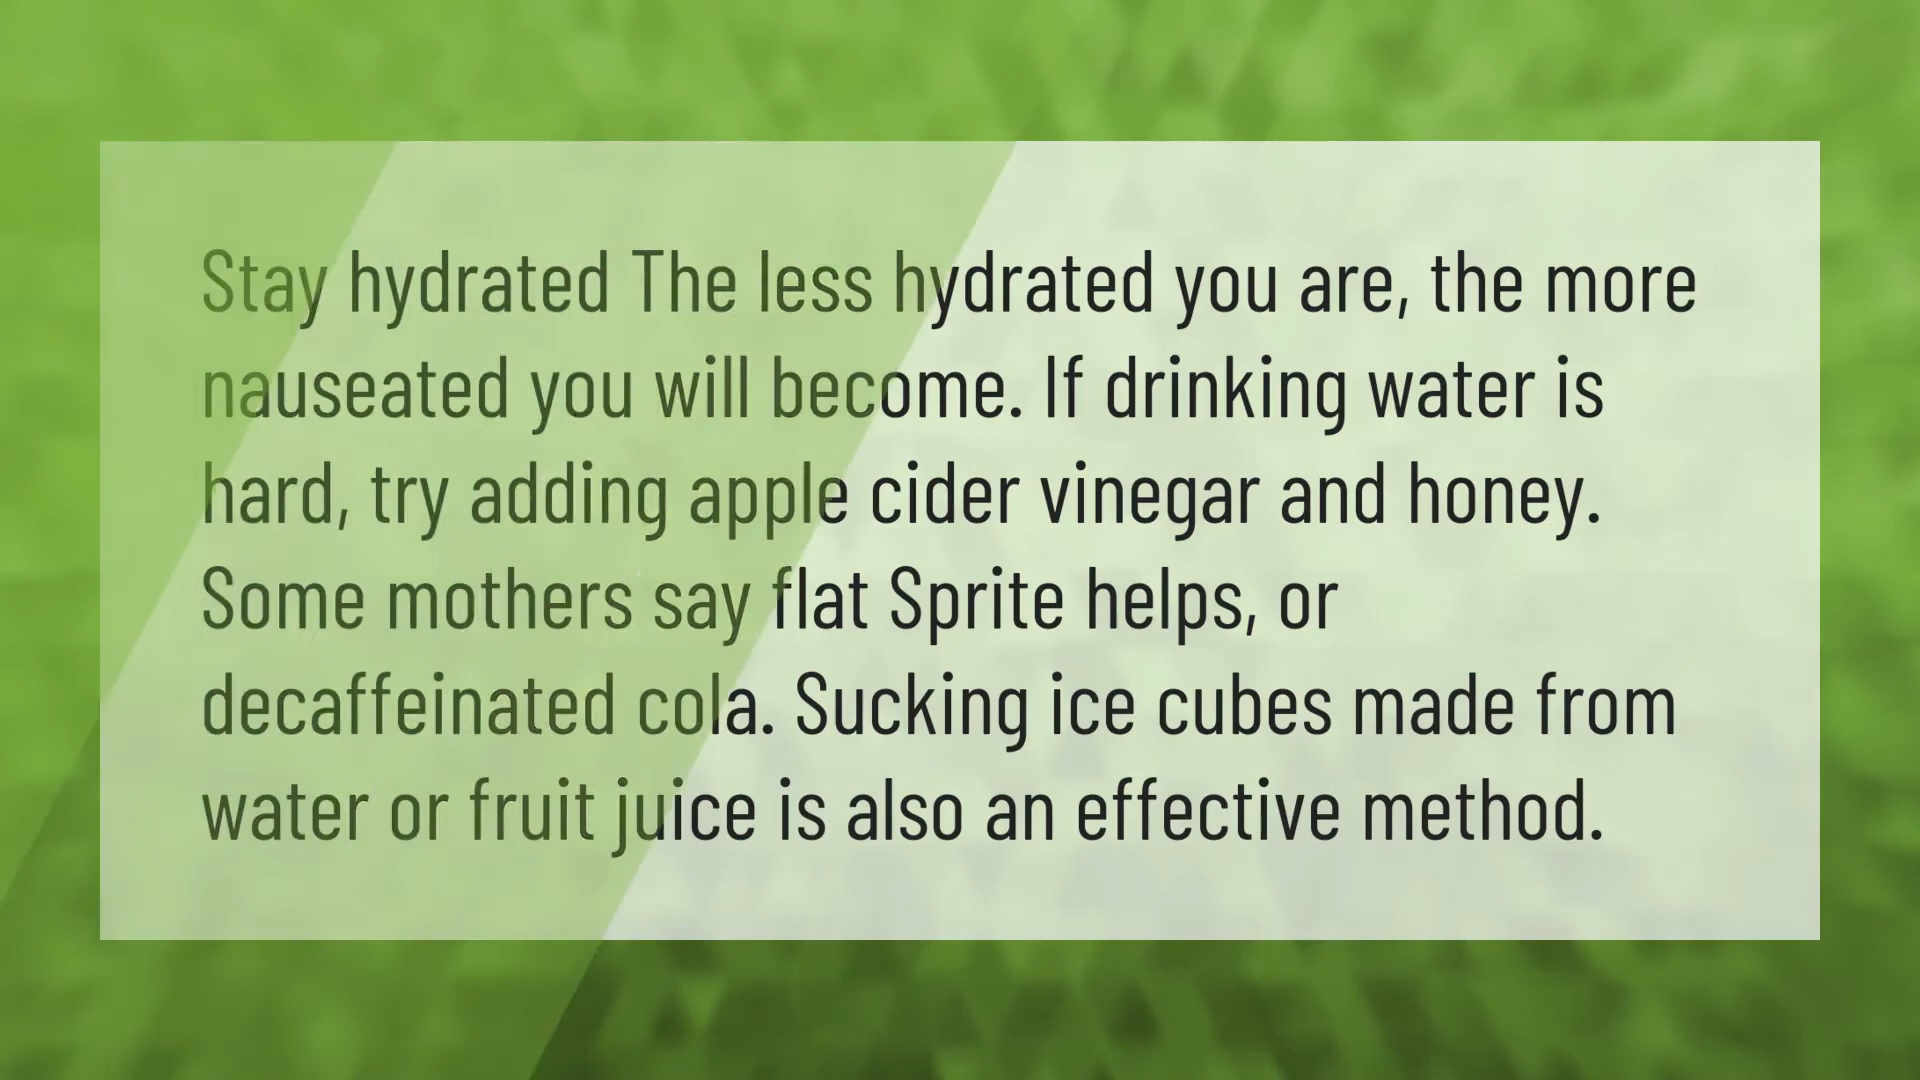 Stay hydrated The less hydrated you are, the more
nauseated you will become. If drinking water is
hard, try adding apple cider vinegar and honey.
Some mothers say flat Sprite helps, or
decaffeinated cola. Sucking ice cubes made from
water or fruit juice is also an effective method.